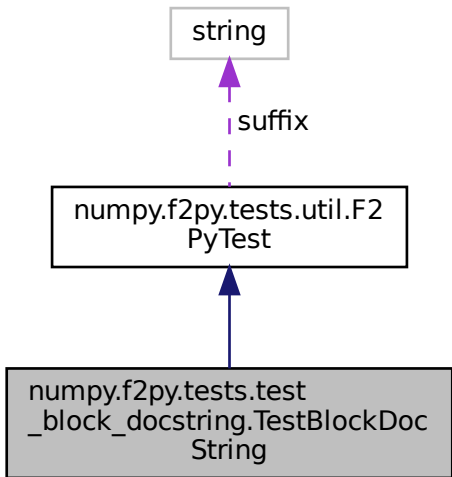 string
suffix
numpy.f2py.tests.util.F2
PyTest
numpy.f2py.tests.test
_block_docstring.TestBlockDoc
String